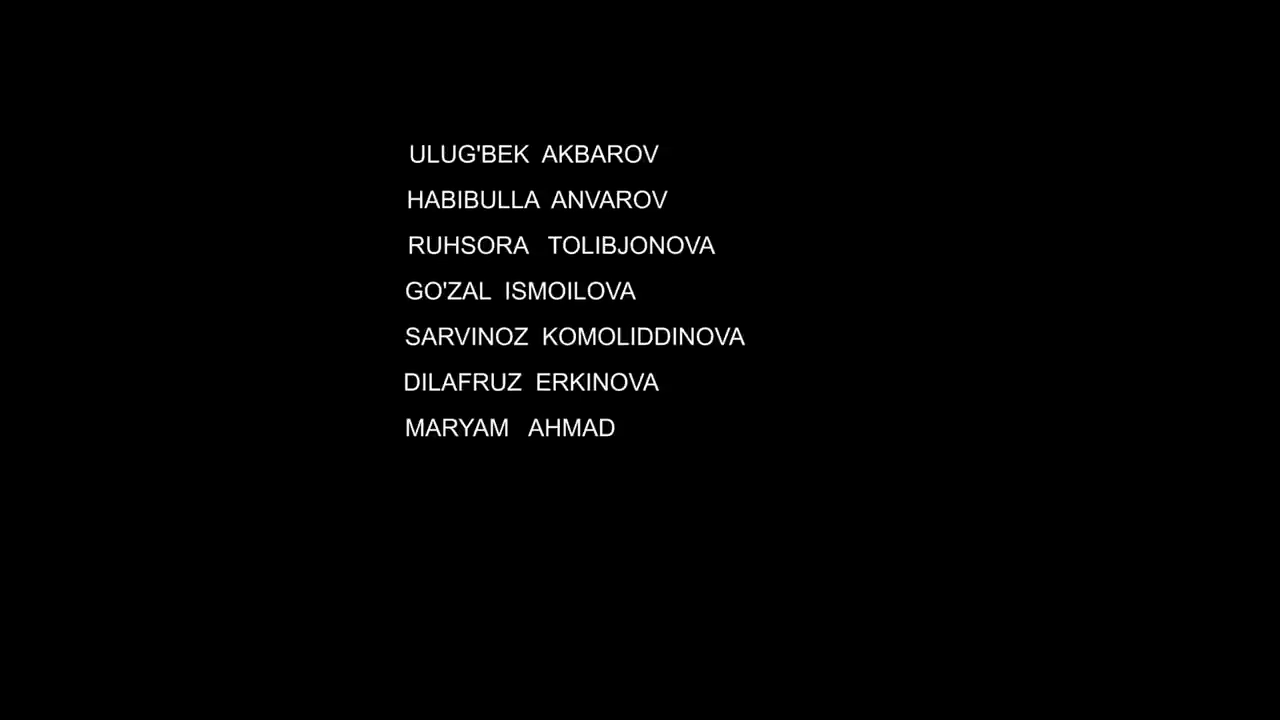 ULUG'BEK AKBAROV
HABIBULLA ANVAROV
RUHSORA TOLIBJONOVA
GO'ZAL ISMOILOVA
SARVINOZ KOMOLIDDINOVA
DILAFRUZ ERKINOVA
MARYAM AHMAD